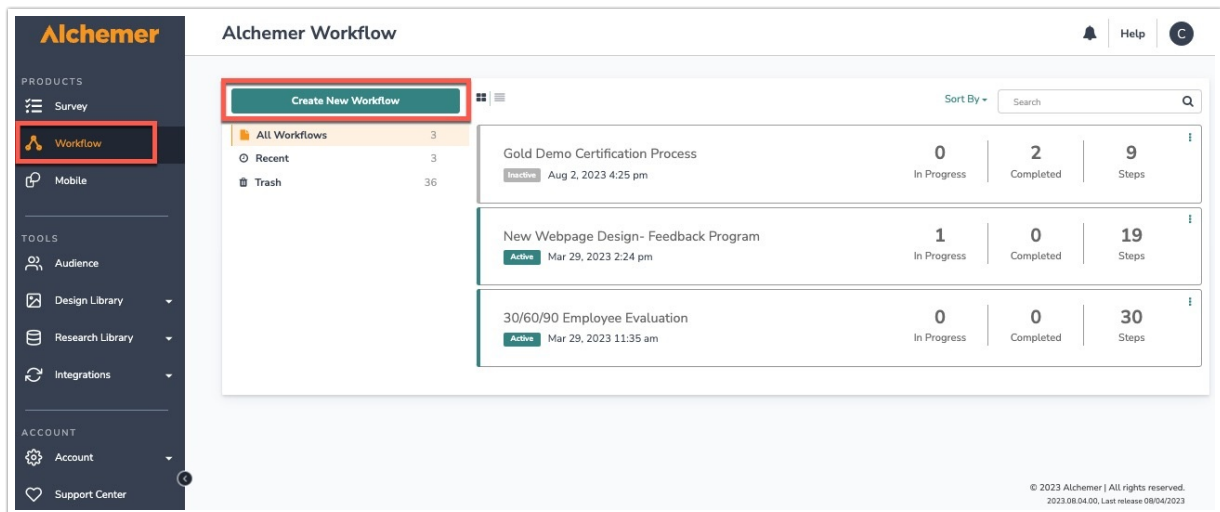 Alchemer
Alchemer Workflow
Help
C
PRODUCTS
Survey
Workflow
Mobile
TOOLS
Audience
Design Library
Research Library
Integrations
ACCOUNT
Account
Support Center
Create New Workflow
All Workflows 3
Recent 3
Trash 36
Sort By
Search
Gold Demo Certification Process
Inactive Aug 2, 2023 4:25 pm
0 2 9
In Progress Completed Steps
New Webpage Design- Feedback Program
Active Mar 29, 2023 2:24 pm
1 0 19
In Progress Completed Steps
30/60/90 Employee Evaluation
Active Mar 29, 2023 11:35 am
0 0 30
In Progress Completed Steps
© 2023 Alchemer | All rights reserved.
2023.08.04.00, Last release 08/04/2023